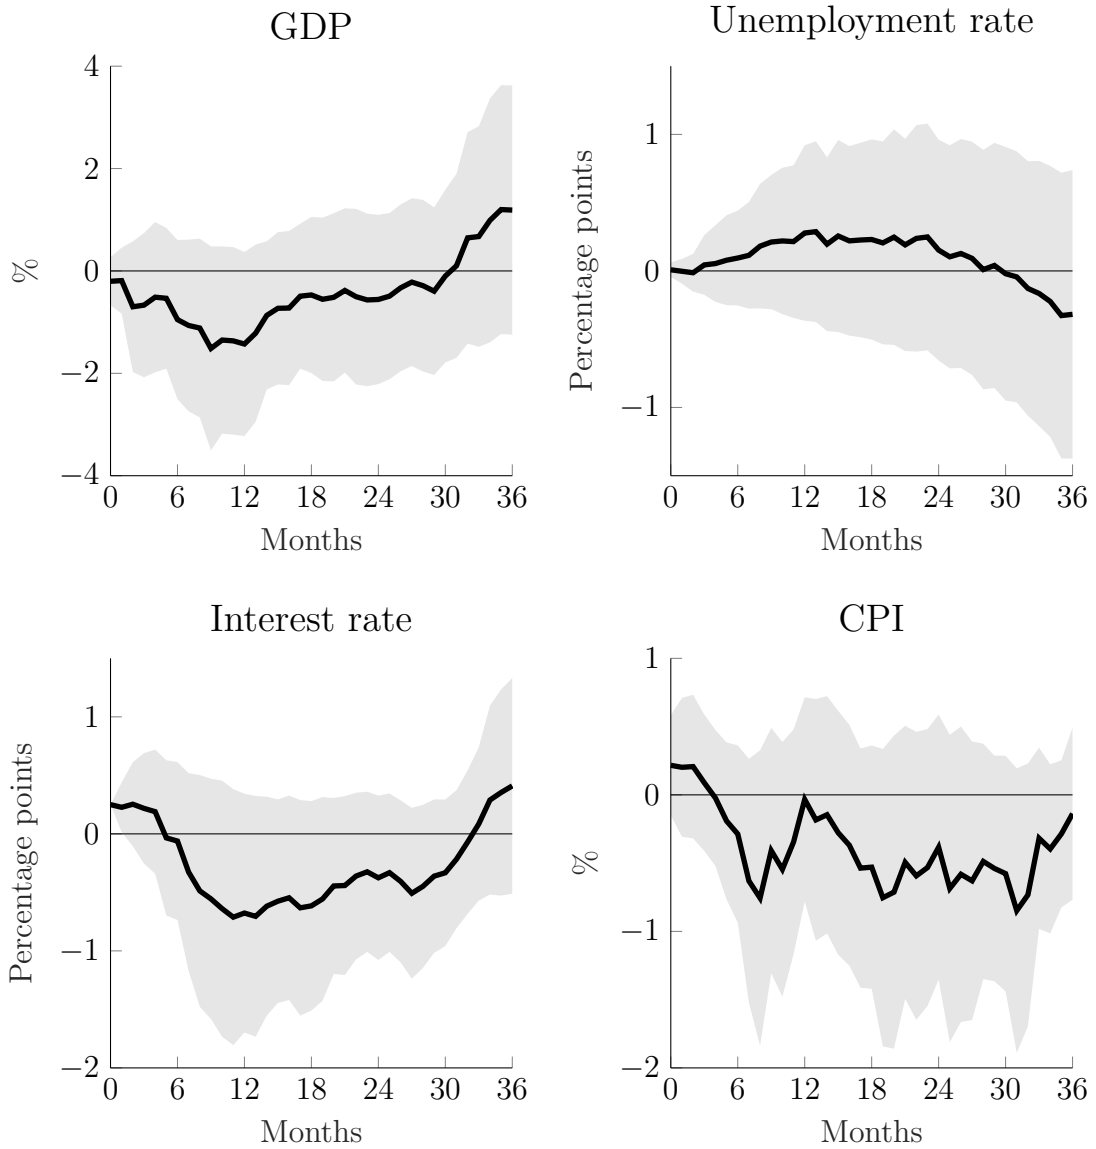 GDP
4
2
0
−2
−4
%
0 6 12 18 24 30 36
Months
Unemployment rate
1
0
−1
Percentage points
0 6 12 18 24 30 36
Months
Interest rate
1
0
−1
−2
Percentage points
0 6 12 18 24 30 36
Months
CPI
1
0
−1
−2
%
0 6 12 18 24 30 36
Months